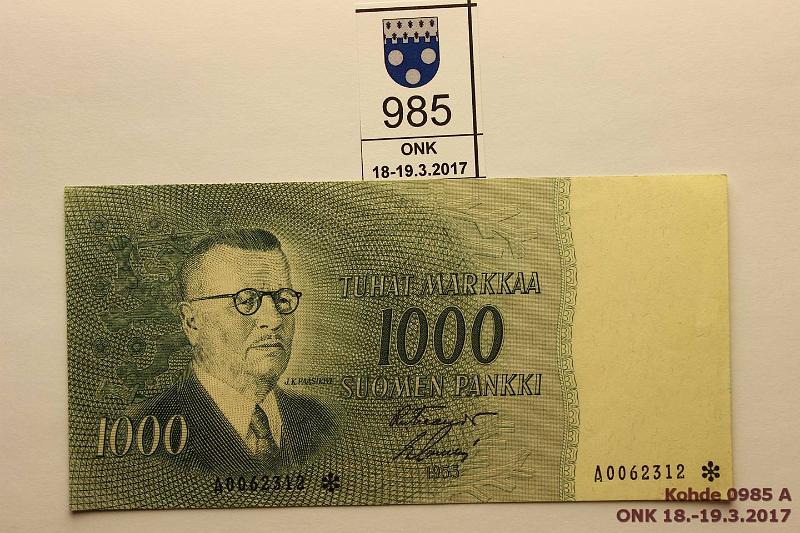 985
ONK
18-19.3.2017
TUHAT MARKKAA
1000
J.K.PAASIKIVI
SUOMEN PANKKI
1000
A0062312 *
A0062312 *
Kohde 0985 A
ONK 18.-19.3.2017